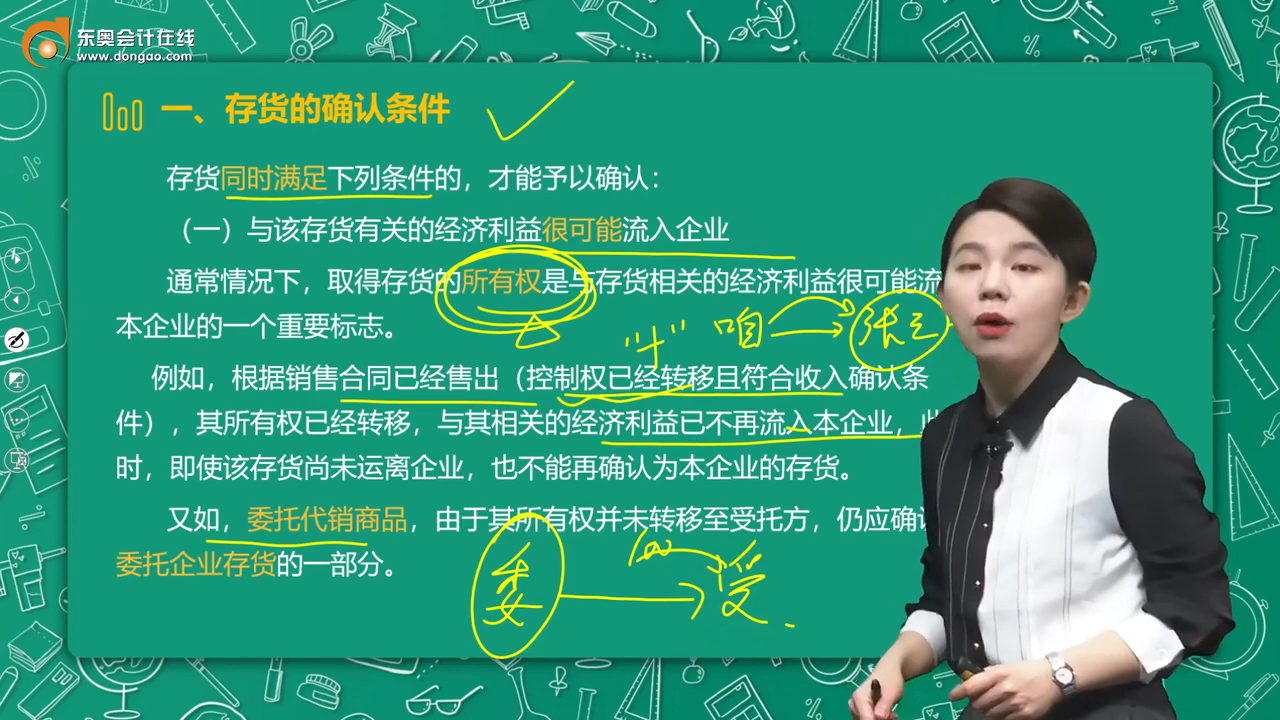 东奥会计在线
www.dongao.com
一、存货的确认条件
存货同时满足下列条件的，才能予以确认：
（一）与该存货有关的经济利益很可能流入企业
通常情况下，取得存货的所有权是与存货相关的经济利益很可能流
本企业的一个重要标志。
"十" 咱 张三
例如，根据销售合同已经售出（控制权已经转移且符合收入确认条
件），其所有权已经转移，与其相关的经济利益已不再流入本企业，此
时，即使该存货尚未运离企业，也不能再确认为本企业的存货。
又如，委托代销商品，由于其所有权并未转移至受托方，仍应确认
委托企业存货的一部分。
委 受